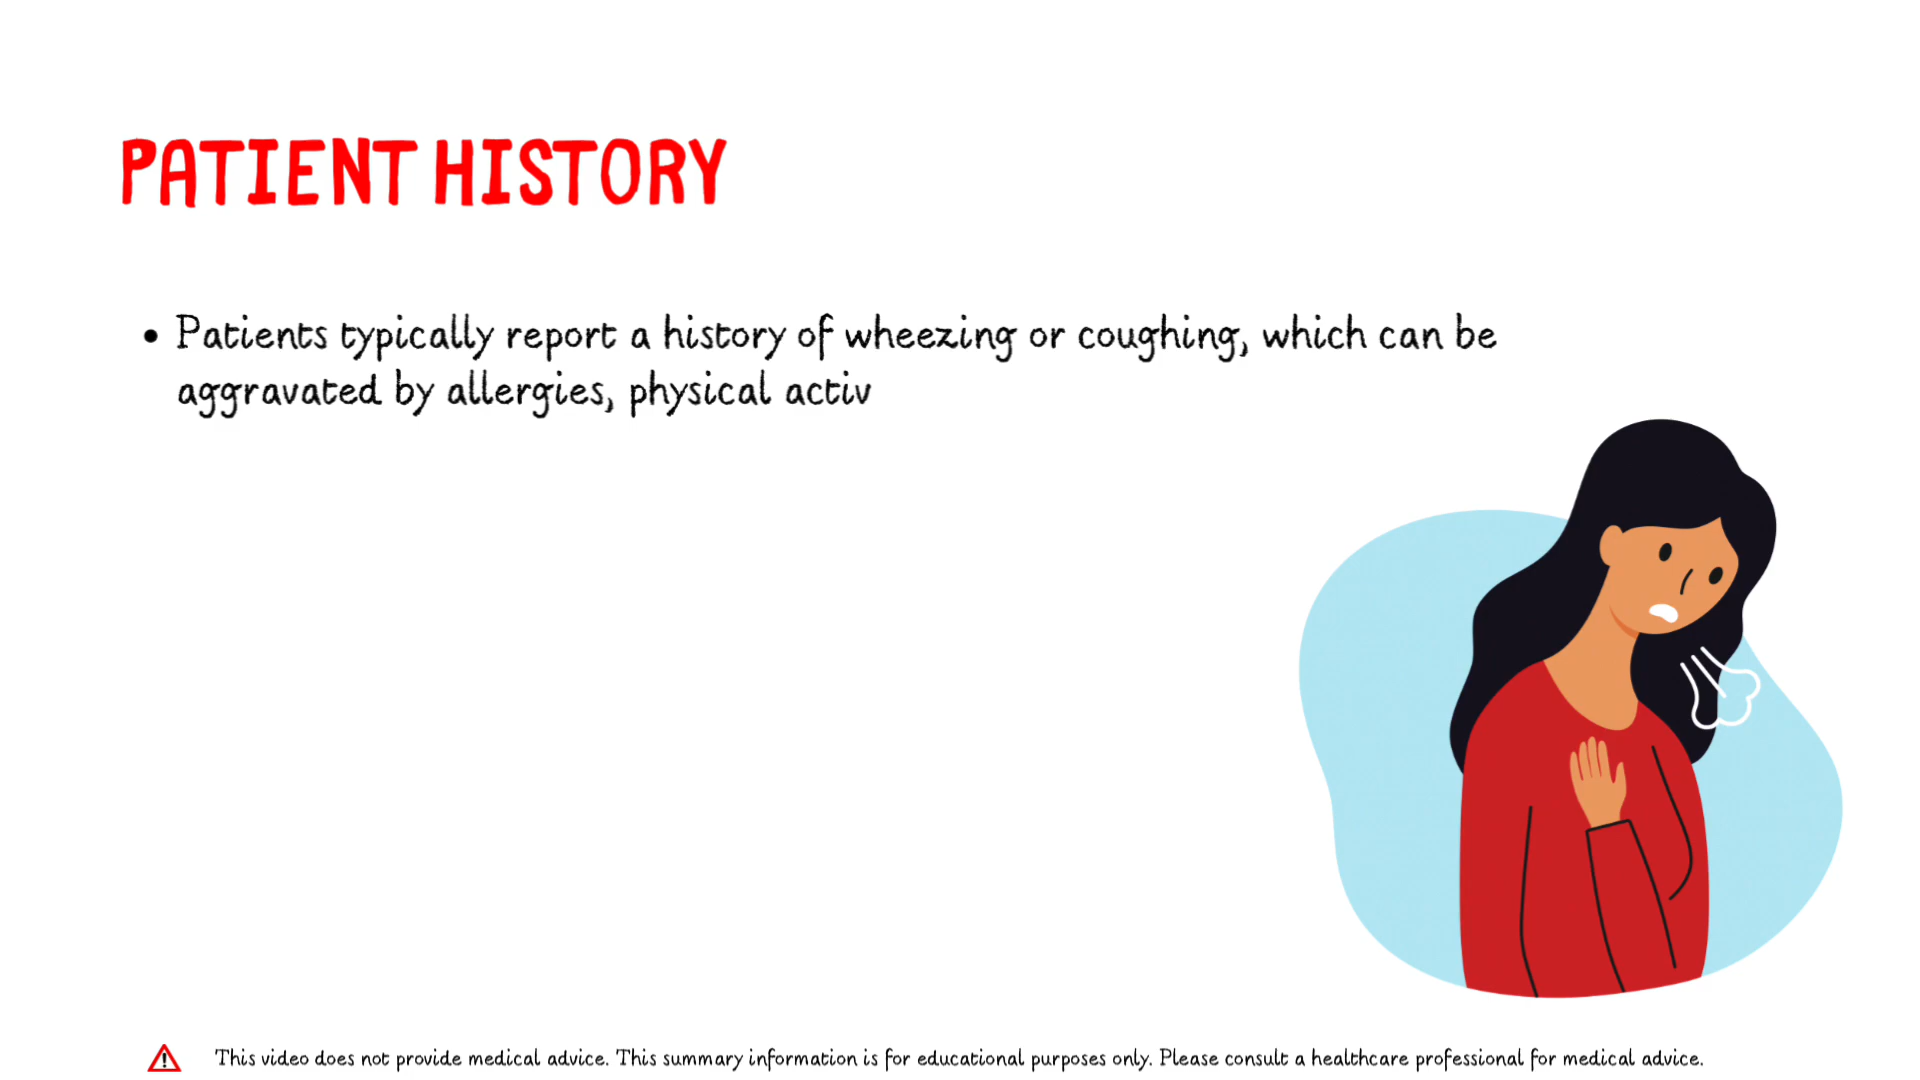 PATIENT HISTORY
• Patients typically report a history of wheezing or coughing, which can be
aggravated by allergies, physical activ
This video does not provide medical advice. This summary information is for educational purposes only. Please consult a healthcare professional for medical advice.